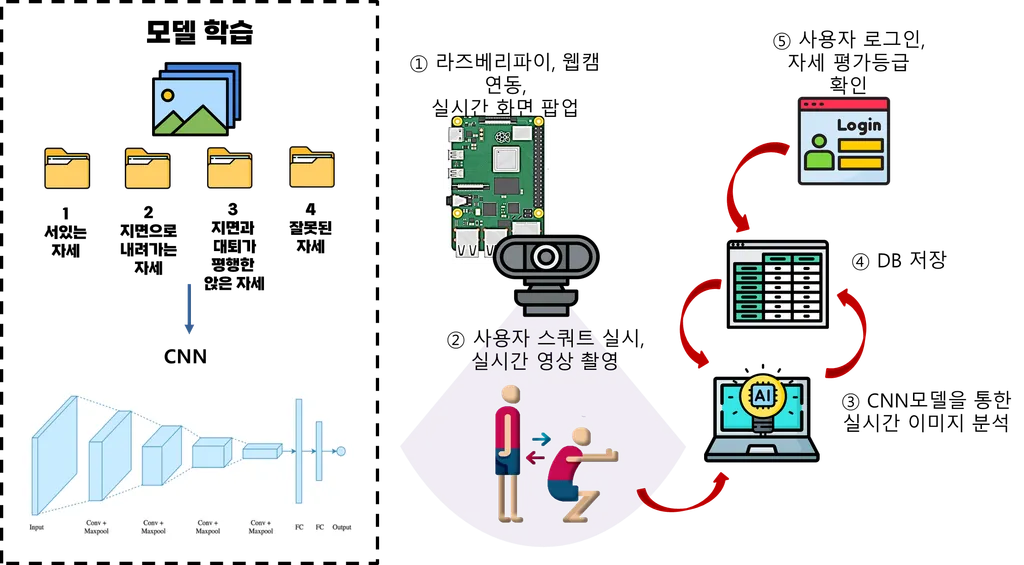 모델 학습
1
서있는
자세
2
지면으로
내려가는
자세
3
지면과
대퇴가
평행한
앉은 자세
4
잘못된
자세
CNN
Input
Conv +
Maxpool
Conv +
Maxpool
Conv +
Maxpool
Conv +
Maxpool
FC
FC
Output
① 라즈베리파이, 웹캠
연동,
실시간 화면 팝업
② 사용자 스쿼트 실시,
실시간 영상 촬영
③ CNN모델을 통한
실시간 이미지 분석
AI
④ DB 저장
⑤ 사용자 로그인,
자세 평가등급
확인
Login